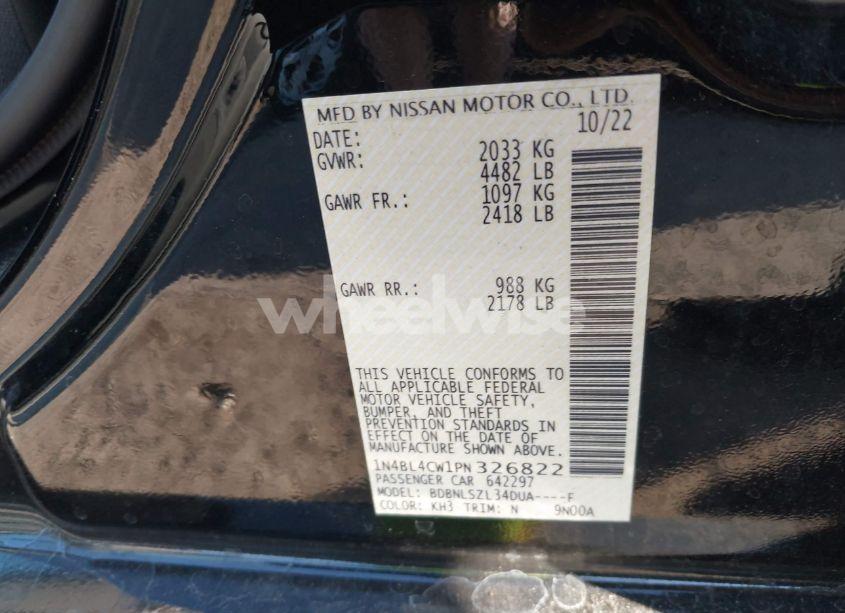 MFD BY NISSAN MOTOR CO., LTD.
DATE: 10/22
GVWR: 2033 KG
4482 LB
GAWR FR.: 1097 KG
2418 LB
GAWR RR.: 988 KG
2178 LB
wheelwise
THIS VEHICLE CONFORMS TO
ALL APPLICABLE FEDERAL
MOTOR VEHICLE SAFETY,
BUMPER, AND THEFT
PREVENTION STANDARDS IN
EFFECT ON THE DATE OF
MANUFACTURE SHOWN ABOVE.
1N4BL4CW1PN326822
PASSENGER CAR 642297
MODEL: BDBNLSZL34DUA----F
COLOR: KH3 TRIM: N 9N00A